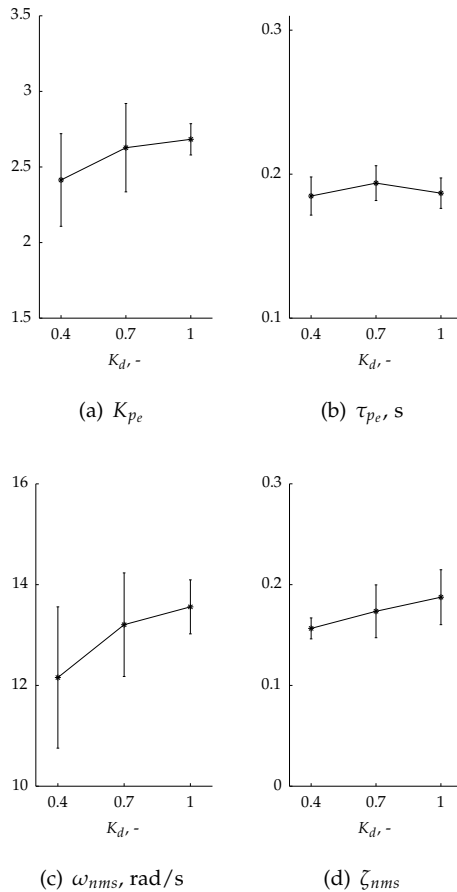 3.5
3
2.5
2
1.5
0.4 0.7 1
K_d, -
(a) K_{p_e}
0.3
0.2
0.1
0.4 0.7 1
K_d, -
(b) τ_{p_e}, s
16
14
12
10
0.4 0.7 1
K_d, -
(c) ω_{nms}, rad/s
0.3
0.2
0.1
0
0.4 0.7 1
K_d, -
(d) ζ_{nms}